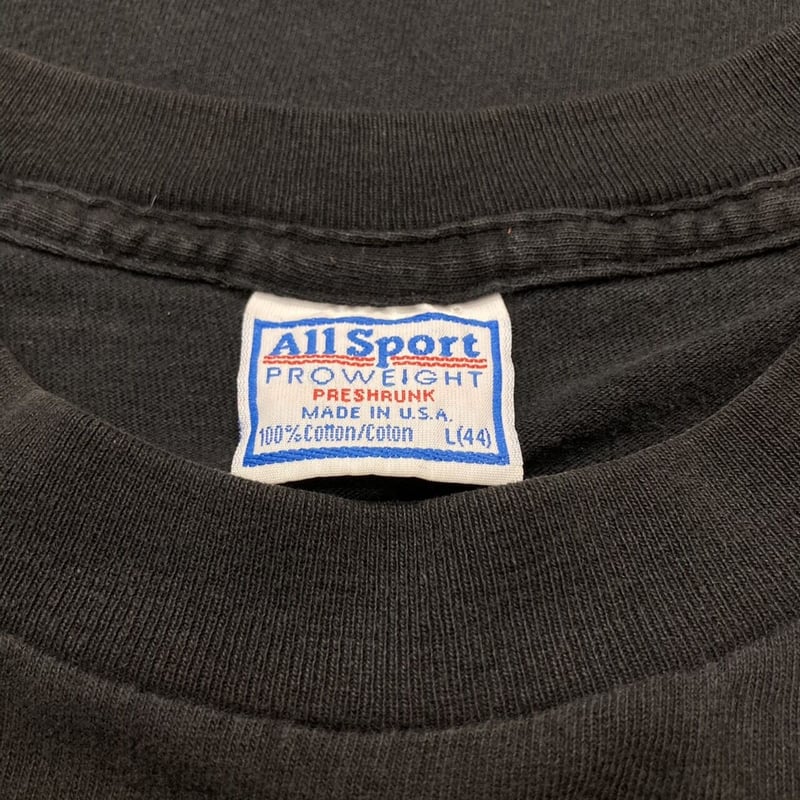 All Sport
PROWEIGHT
PRESHRUNK
MADE IN U.S.A.
100% Cotton/Coton L(44)